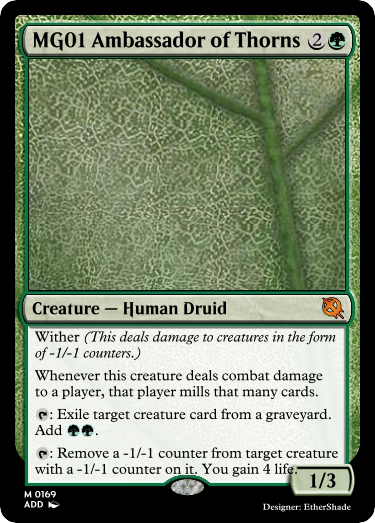 MG01 Ambassador of Thorns 2
Creature — Human Druid
Wither (This deals damage to creatures in the form
of -1/-1 counters.)
Whenever this creature deals combat damage
to a player, that player mills that many cards.
: Exile target creature card from a graveyard.
Add .
: Remove a -1/-1 counter from target creature
with a -1/-1 counter on it. You gain 4 life.
1/3
M 0169
ADD
Designer: EtherShade